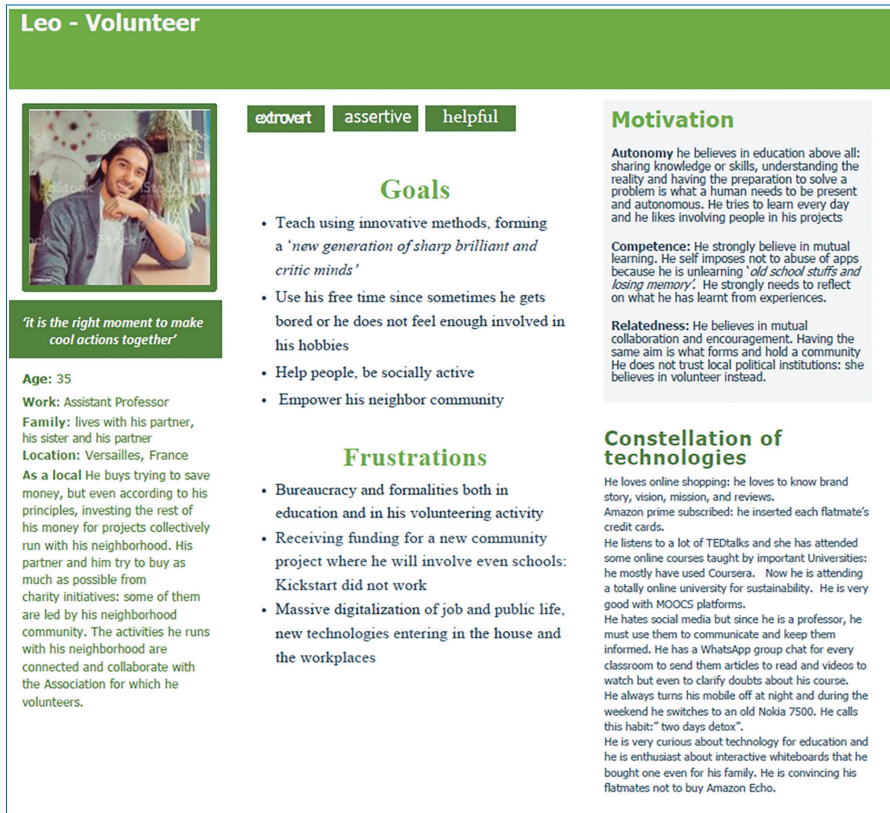 Leo - Volunteer
iStock
iStock
iStock
iStock
'it is the right moment to make
cool actions together'
Age: 35
Work: Assistant Professor
Family: lives with his partner,
his sister and his partner
Location: Versailles, France
As a local He buys trying to save
money, but even according to his
principles, investing the rest of
his money for projects collectively
run with his neighborhood. His
partner and him try to buy as
much as possible from
charity initiatives: some of them
are led by his neighborhood
community. The activities he runs
with his neighborhood are
connected and collaborate with
the Association for which he
volunteers.
extrovert assertive helpful
Goals
• Teach using innovative methods, forming
a 'new generation of sharp brilliant and
critic minds'
• Use his free time since sometimes he gets
bored or he does not feel enough involved in
his hobbies
• Help people, be socially active
• Empower his neighbor community
Frustrations
• Bureaucracy and formalities both in
education and in his volunteering activity
• Receiving funding for a new community
project where he will involve even schools:
Kickstart did not work
• Massive digitalization of job and public life,
new technologies entering in the house and
the workplaces
Motivation
Autonomy he believes in education above all:
sharing knowledge or skills, understanding the
reality and having the preparation to solve a
problem is what a human needs to be present
and autonomous. He tries to learn every day
and he likes involving people in his projects
Competence: He strongly believe in mutual
learning. He self imposes not to abuse of apps
because he is unlearning 'old school stuffs and
losing memory'. He strongly needs to reflect
on what he has learnt from experiences.
Relatedness: He believes in mutual
collaboration and encouragement. Having the
same aim is what forms and hold a community
He does not trust local political institutions: she
believes in volunteer instead.
Constellation of
technologies
He loves online shopping: he loves to know brand
story, vision, mission, and reviews.
Amazon prime subscribed: he inserted each flatmate's
credit cards.
He listens to a lot of TEDtalks and she has attended
some online courses taught by important Universities:
he mostly have used Coursera. Now he is attending
a totally online university for sustainability. He is very
good with MOOCS platforms.
He hates social media but since he is a professor, he
must use them to communicate and keep them
informed. He has a WhatsApp group chat for every
classroom to send them articles to read and videos to
watch but even to clarify doubts about his course.
He always turns his mobile off at night and during the
weekend he switches to an old Nokia 7500. He calls
this habit:" two days detox".
He is very curious about technology for education and
he is enthusiast about interactive whiteboards that he
bought one even for his family. He is convincing his
flatmates not to buy Amazon Echo.